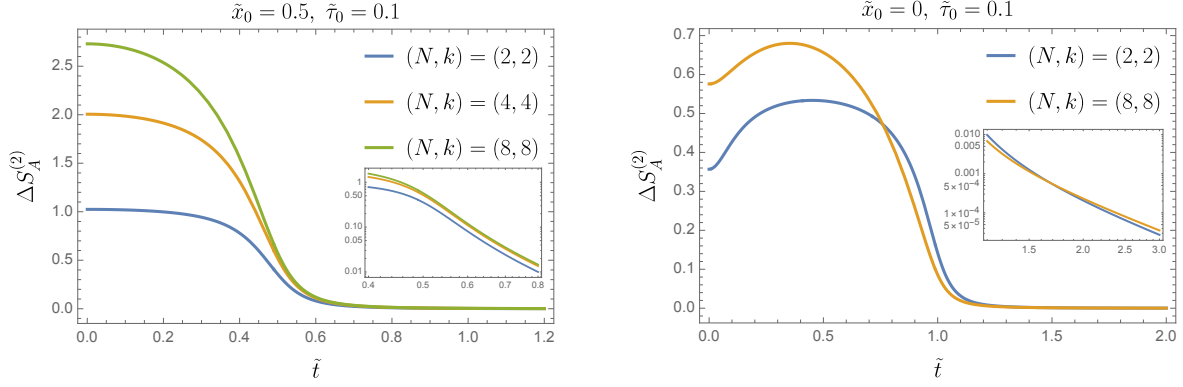 x̃₀ = 0.5, τ̃₀ = 0.1
ΔS_A^(2)
2.5
2.0
1.5
1.0
0.5
0.0
(N, k) = (2, 2)
(N, k) = (4, 4)
(N, k) = (8, 8)
1
0.50
0.10
0.05
0.01
0.4 0.5 0.6 0.7 0.8
0.0 0.2 0.4 0.6 0.8 1.0 1.2
t̃
x̃₀ = 0, τ̃₀ = 0.1
ΔS_A^(2)
0.7
0.6
0.5
0.4
0.3
0.2
0.1
0.0
(N, k) = (2, 2)
(N, k) = (8, 8)
0.010
0.005
0.001
5×10⁻⁴
1×10⁻⁴
5×10⁻⁵
1.5 2.0 3.0
0.0 0.5 1.0 1.5 2.0
t̃